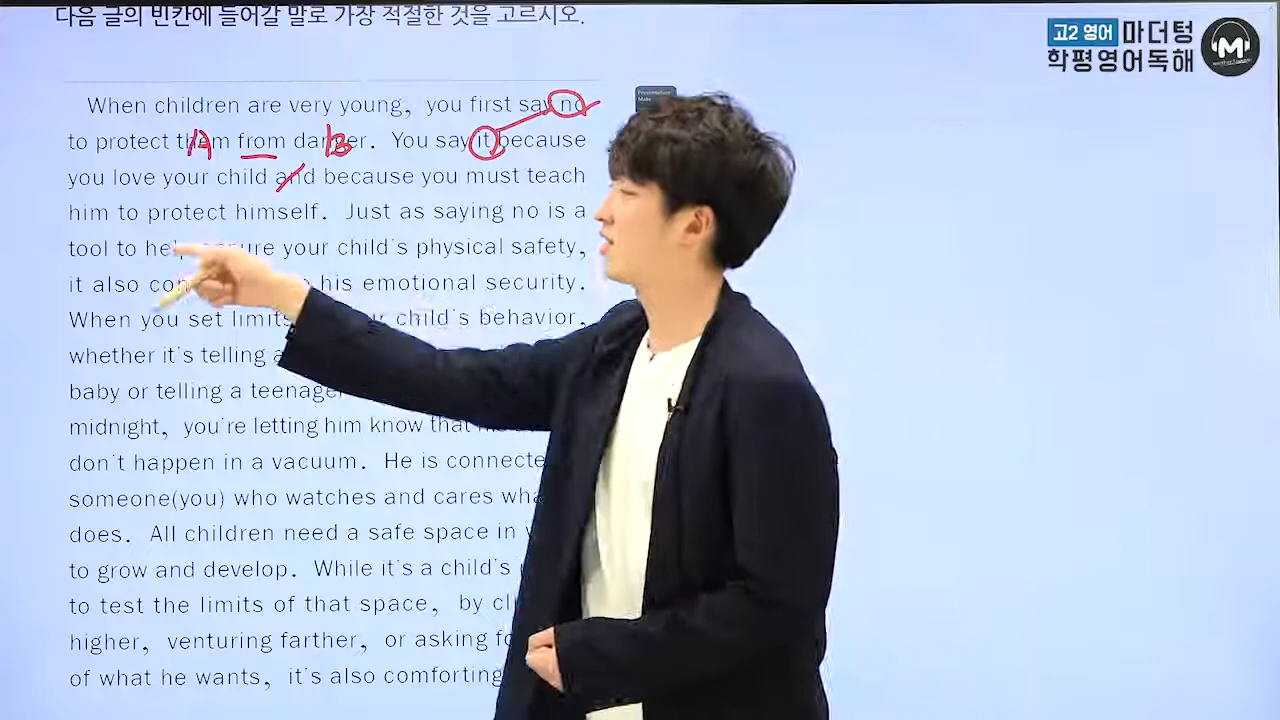 다음 글의 빈칸에 들어갈 말로 가장 적절한 것을 고르시오.
고2 영어 마더텅
학평영어독해
M
When children are very young, you first say no
to protect them from danger. You say it because
A B
you love your child and because you must teach
him to protect himself. Just as saying no is a
tool to help your child's physical safety,
it also his emotional security.
When you set limits child's behavior,
whether it's telling a
baby or telling a teenager
midnight, you're letting him know that
don't happen in a vacuum. He is connected
someone(you) who watches and cares
does. All children need a safe space in
to grow and develop. While it's a child's
to test the limits of that space, by
higher, venturing farther, or asking
of what he wants, it's also comforting